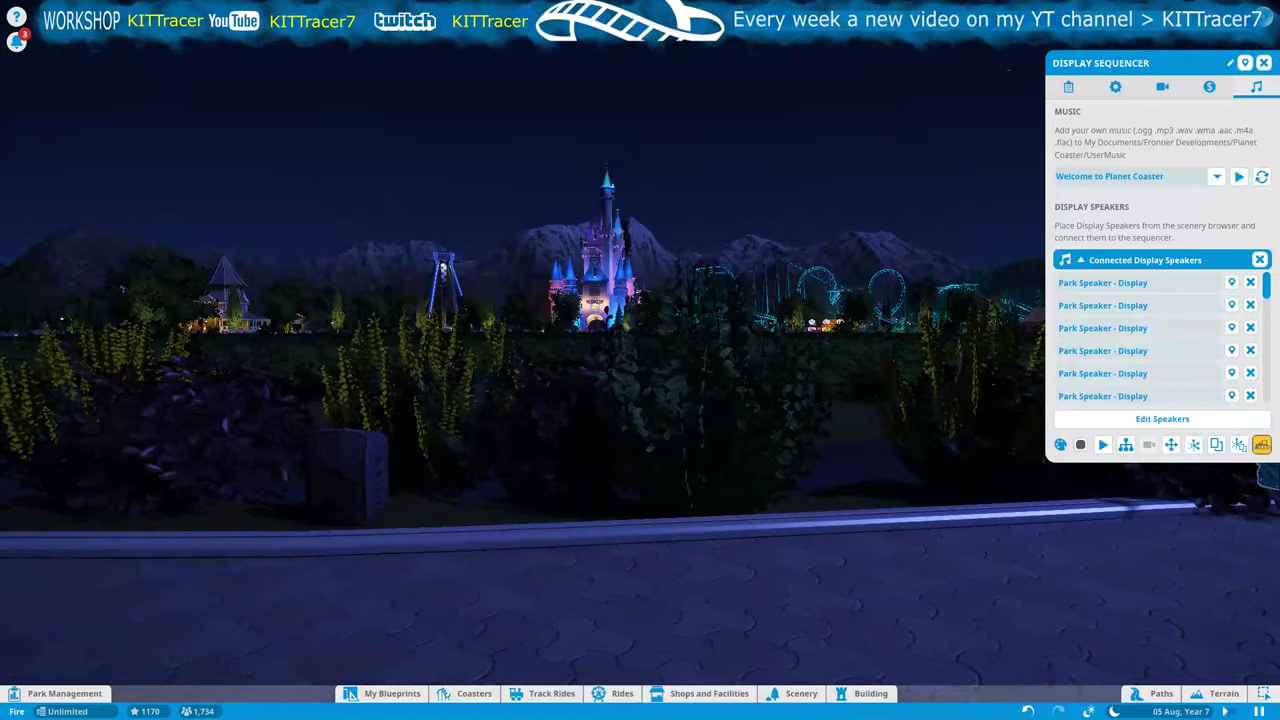 ?
3
WORKSHOP KITTracer YouTube KITTracer7 twitch KITTracer
Every week a new video on my YT channel > KITTracer7
DISPLAY SEQUENCER
MUSIC
Add your own music (.ogg .mp3 .wav .wma .aac .m4a
.flac) to My Documents/Frontier Developments/Planet
Coaster/UserMusic
Welcome to Planet Coaster
DISPLAY SPEAKERS
Place Display Speakers from the scenery browser and
connect them to the sequencer.
Connected Display Speakers
Park Speaker - Display
Park Speaker - Display
Park Speaker - Display
Park Speaker - Display
Park Speaker - Display
Park Speaker - Display
Edit Speakers
Park Management
My Blueprints
Coasters
Track Rides
Rides
Shops and Facilities
Scenery
Building
Paths
Terrain
Fire
Unlimited
1170
1,734
05 Aug, Year 7